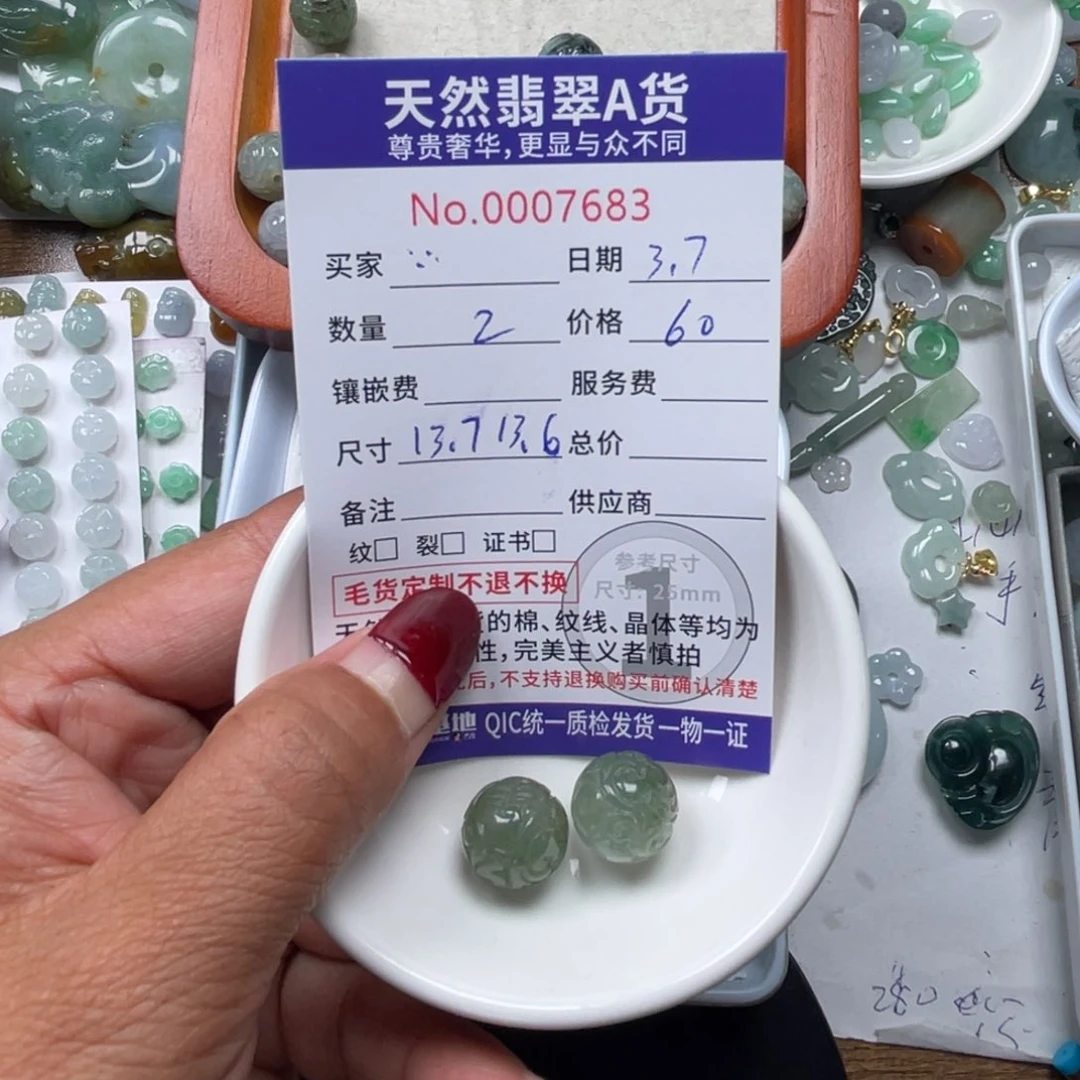 天然翡翠A货
尊贵奢华,更显与众不同
No.0007683
买家 日期 3.7
数量 2 价格 60
镶嵌费 服务费
尺寸 13.7 13.6 总价
备注 供应商
纹□ 裂□ 证书□
参考尺寸
毛货定制不退不换
尺寸: 25mm
1
的棉、纹线、晶体等均为
性,完美主义者慎拍
后,不支持退换购买前确认清楚
基地 QIC统一质检发货一物一证
280